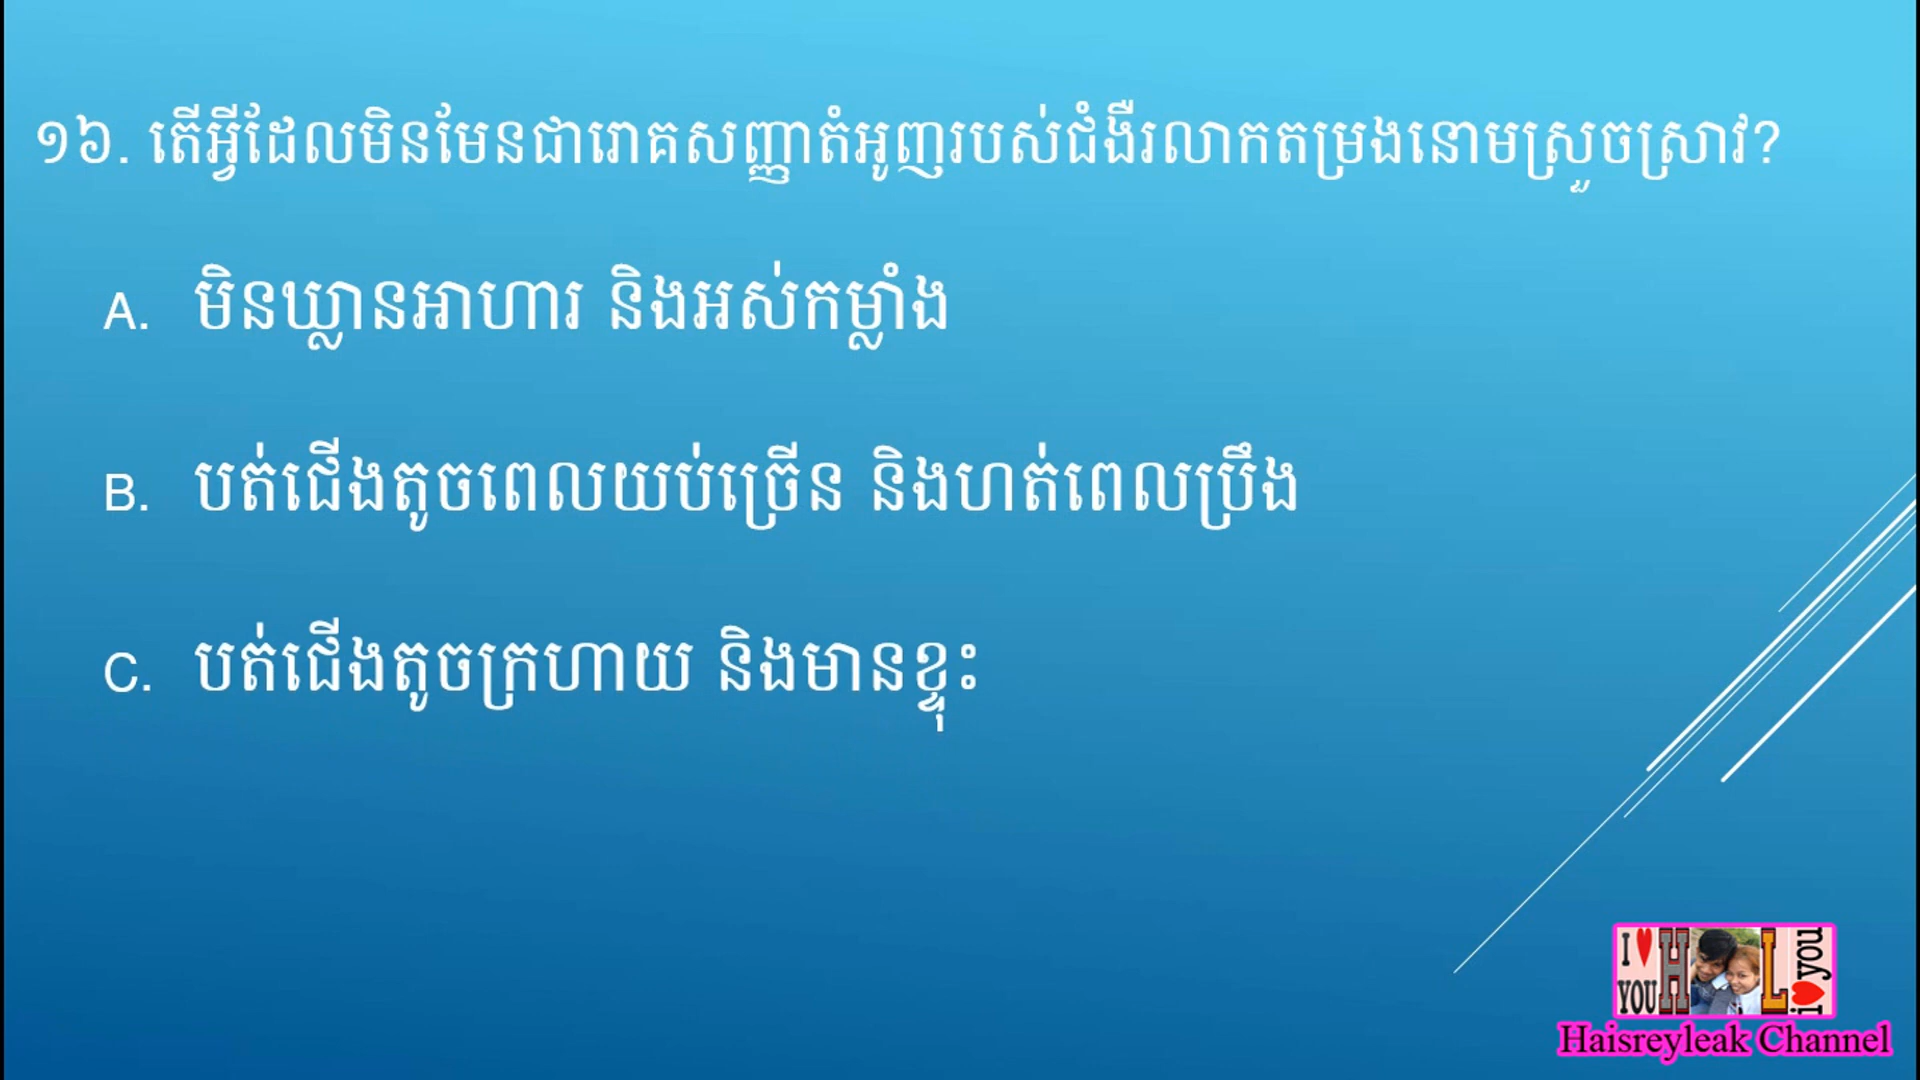 ១៦. តើអ្វីដែលមិនមែនជារោគសញ្ញាតំអូញរបស់ជំងឺរលាកតម្រងនោមស្រួចស្រាវ?
A. មិនឃ្លានអាហារ និងអស់កម្លាំង
B. បត់ជើងតូចពេលយប់ច្រើន និងហត់ពេលប្រឹង
C. បត់ជើងតូចក្រហាយ និងមានខ្ទុះ
I ♥ YOU H L i ♥ you
Haisreyleak Channel